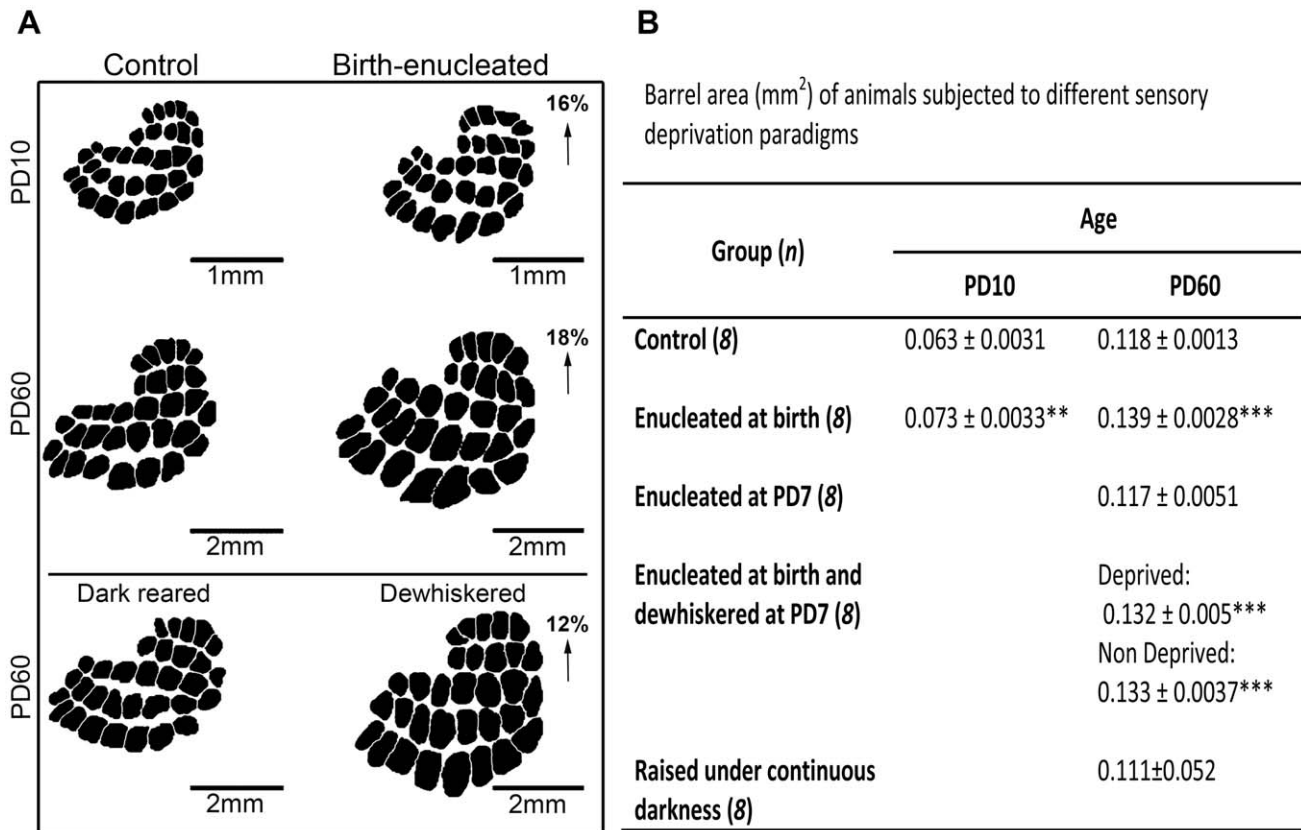 A
Control
Birth-enucleated
PD10
16%
1mm
1mm
PD60
18%
2mm
2mm
Dark reared
Dewhiskered
PD60
12%
2mm
2mm
B
Barrel area (mm²) of animals subjected to different sensory
deprivation paradigms
Group (n)
Age
PD10
PD60
Control (8)
0.063 ± 0.0031
0.118 ± 0.0013
Enucleated at birth (8)
0.073 ± 0.0033**
0.139 ± 0.0028***
Enucleated at PD7 (8)
0.117 ± 0.0051
Enucleated at birth and
dewhiskered at PD7 (8)
Deprived:
0.132 ± 0.005***
Non Deprived:
0.133 ± 0.0037***
Raised under continuous
darkness (8)
0.111±0.052